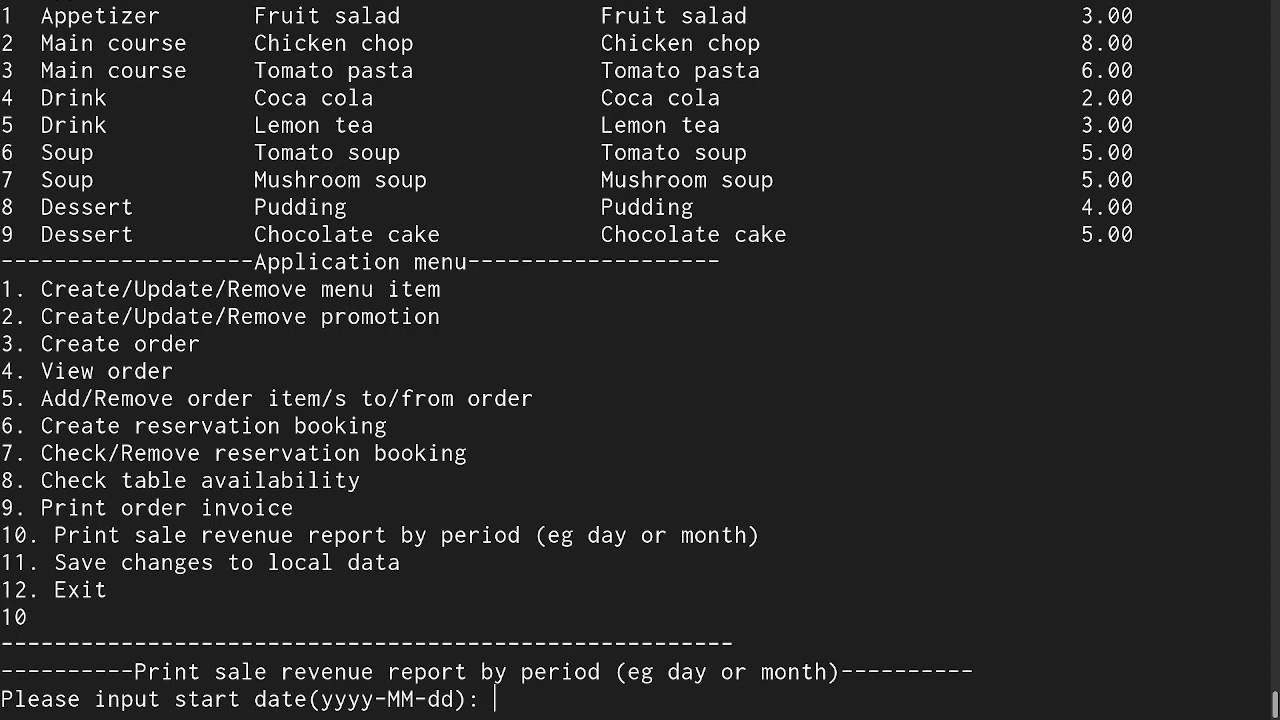 1  Appetizer       Fruit salad               Fruit salad                         3.00
2  Main course     Chicken chop              Chicken chop                        8.00
3  Main course     Tomato pasta              Tomato pasta                        6.00
4  Drink           Coca cola                 Coca cola                           2.00
5  Drink           Lemon tea                 Lemon tea                           3.00
6  Soup            Tomato soup               Tomato soup                         5.00
7  Soup            Mushroom soup             Mushroom soup                       5.00
8  Dessert         Pudding                   Pudding                             4.00
9  Dessert         Chocolate cake            Chocolate cake                      5.00
-------------------Application menu-------------------
1. Create/Update/Remove menu item
2. Create/Update/Remove promotion
3. Create order
4. View order
5. Add/Remove order item/s to/from order
6. Create reservation booking
7. Check/Remove reservation booking
8. Check table availability
9. Print order invoice
10. Print sale revenue report by period (eg day or month)
11. Save changes to local data
12. Exit
10
-------------------------------------------------------
----------Print sale revenue report by period (eg day or month)----------
Please input start date(yyyy-MM-dd):